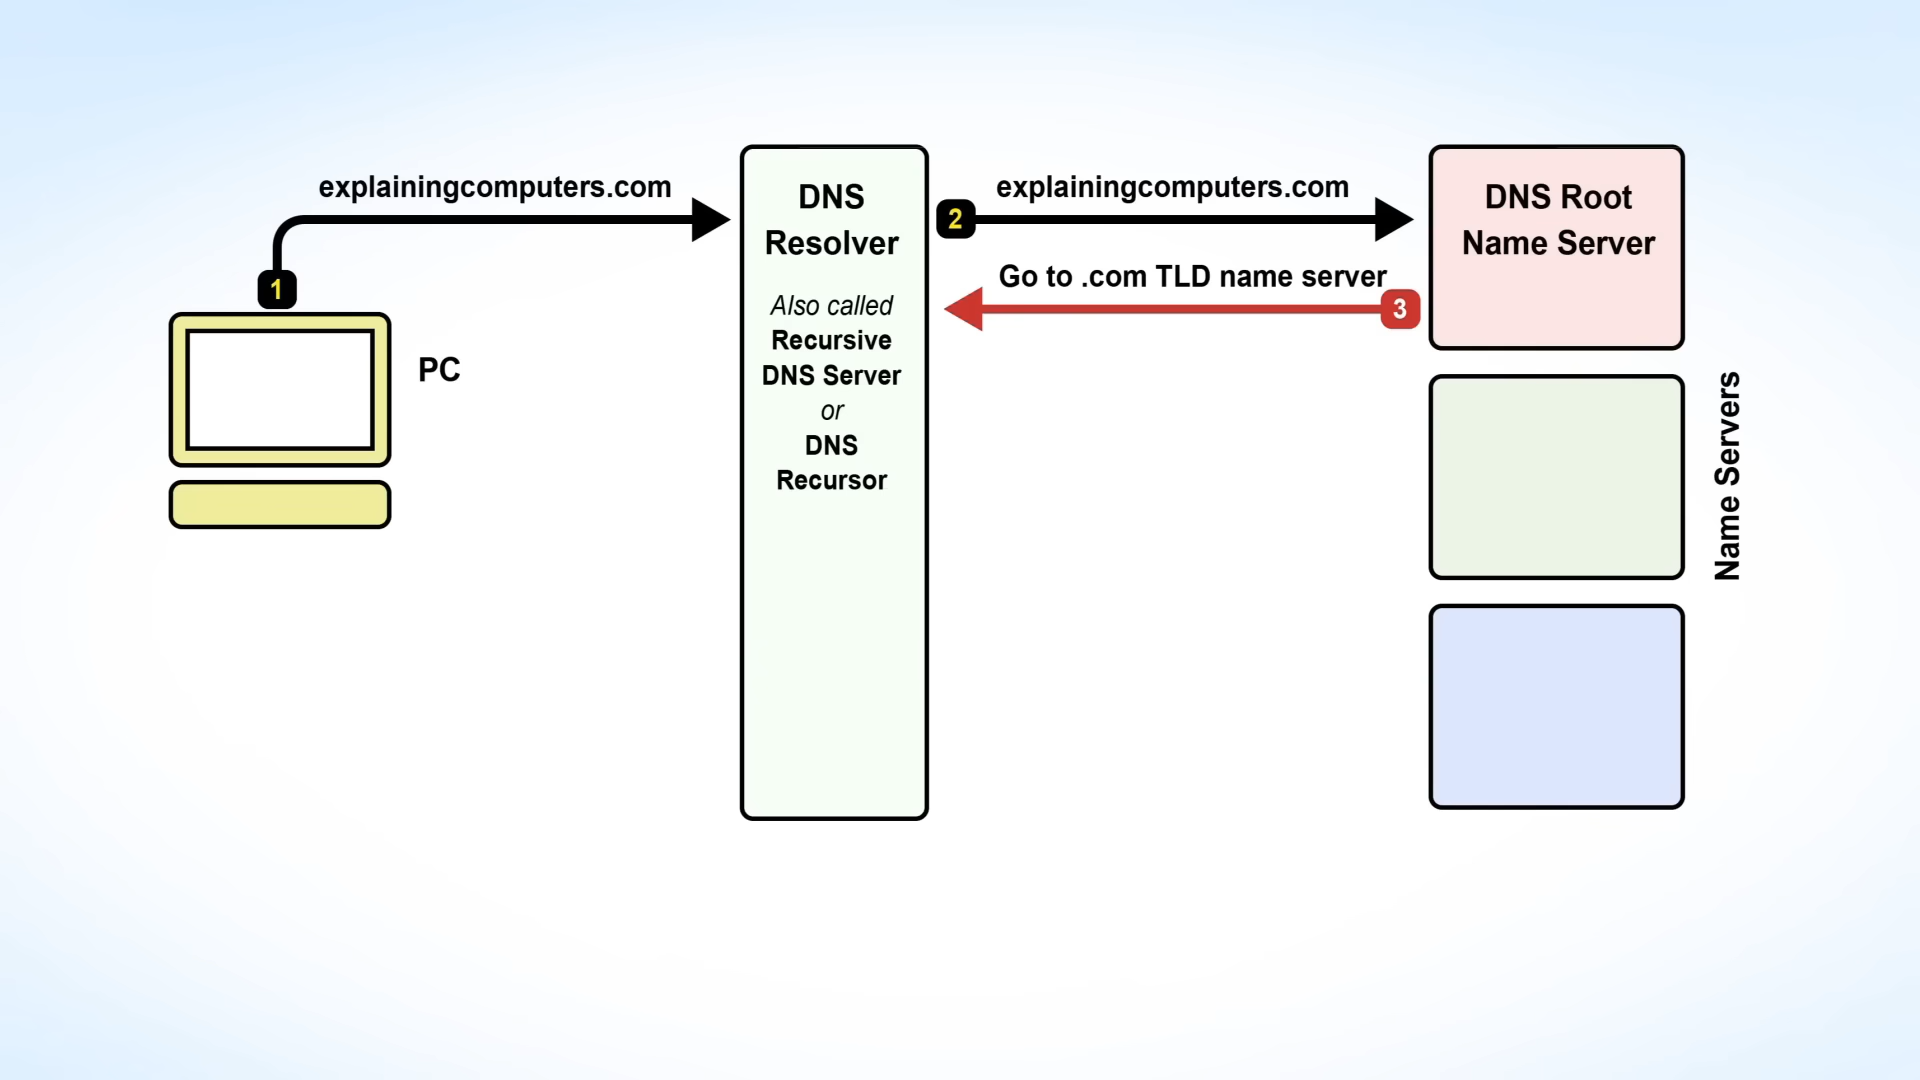 explainingcomputers.com
1
PC
DNS
Resolver
Also called
Recursive
DNS Server
or
DNS
Recursor
2
explainingcomputers.com
Go to .com TLD name server
3
DNS Root
Name Server
Name Servers